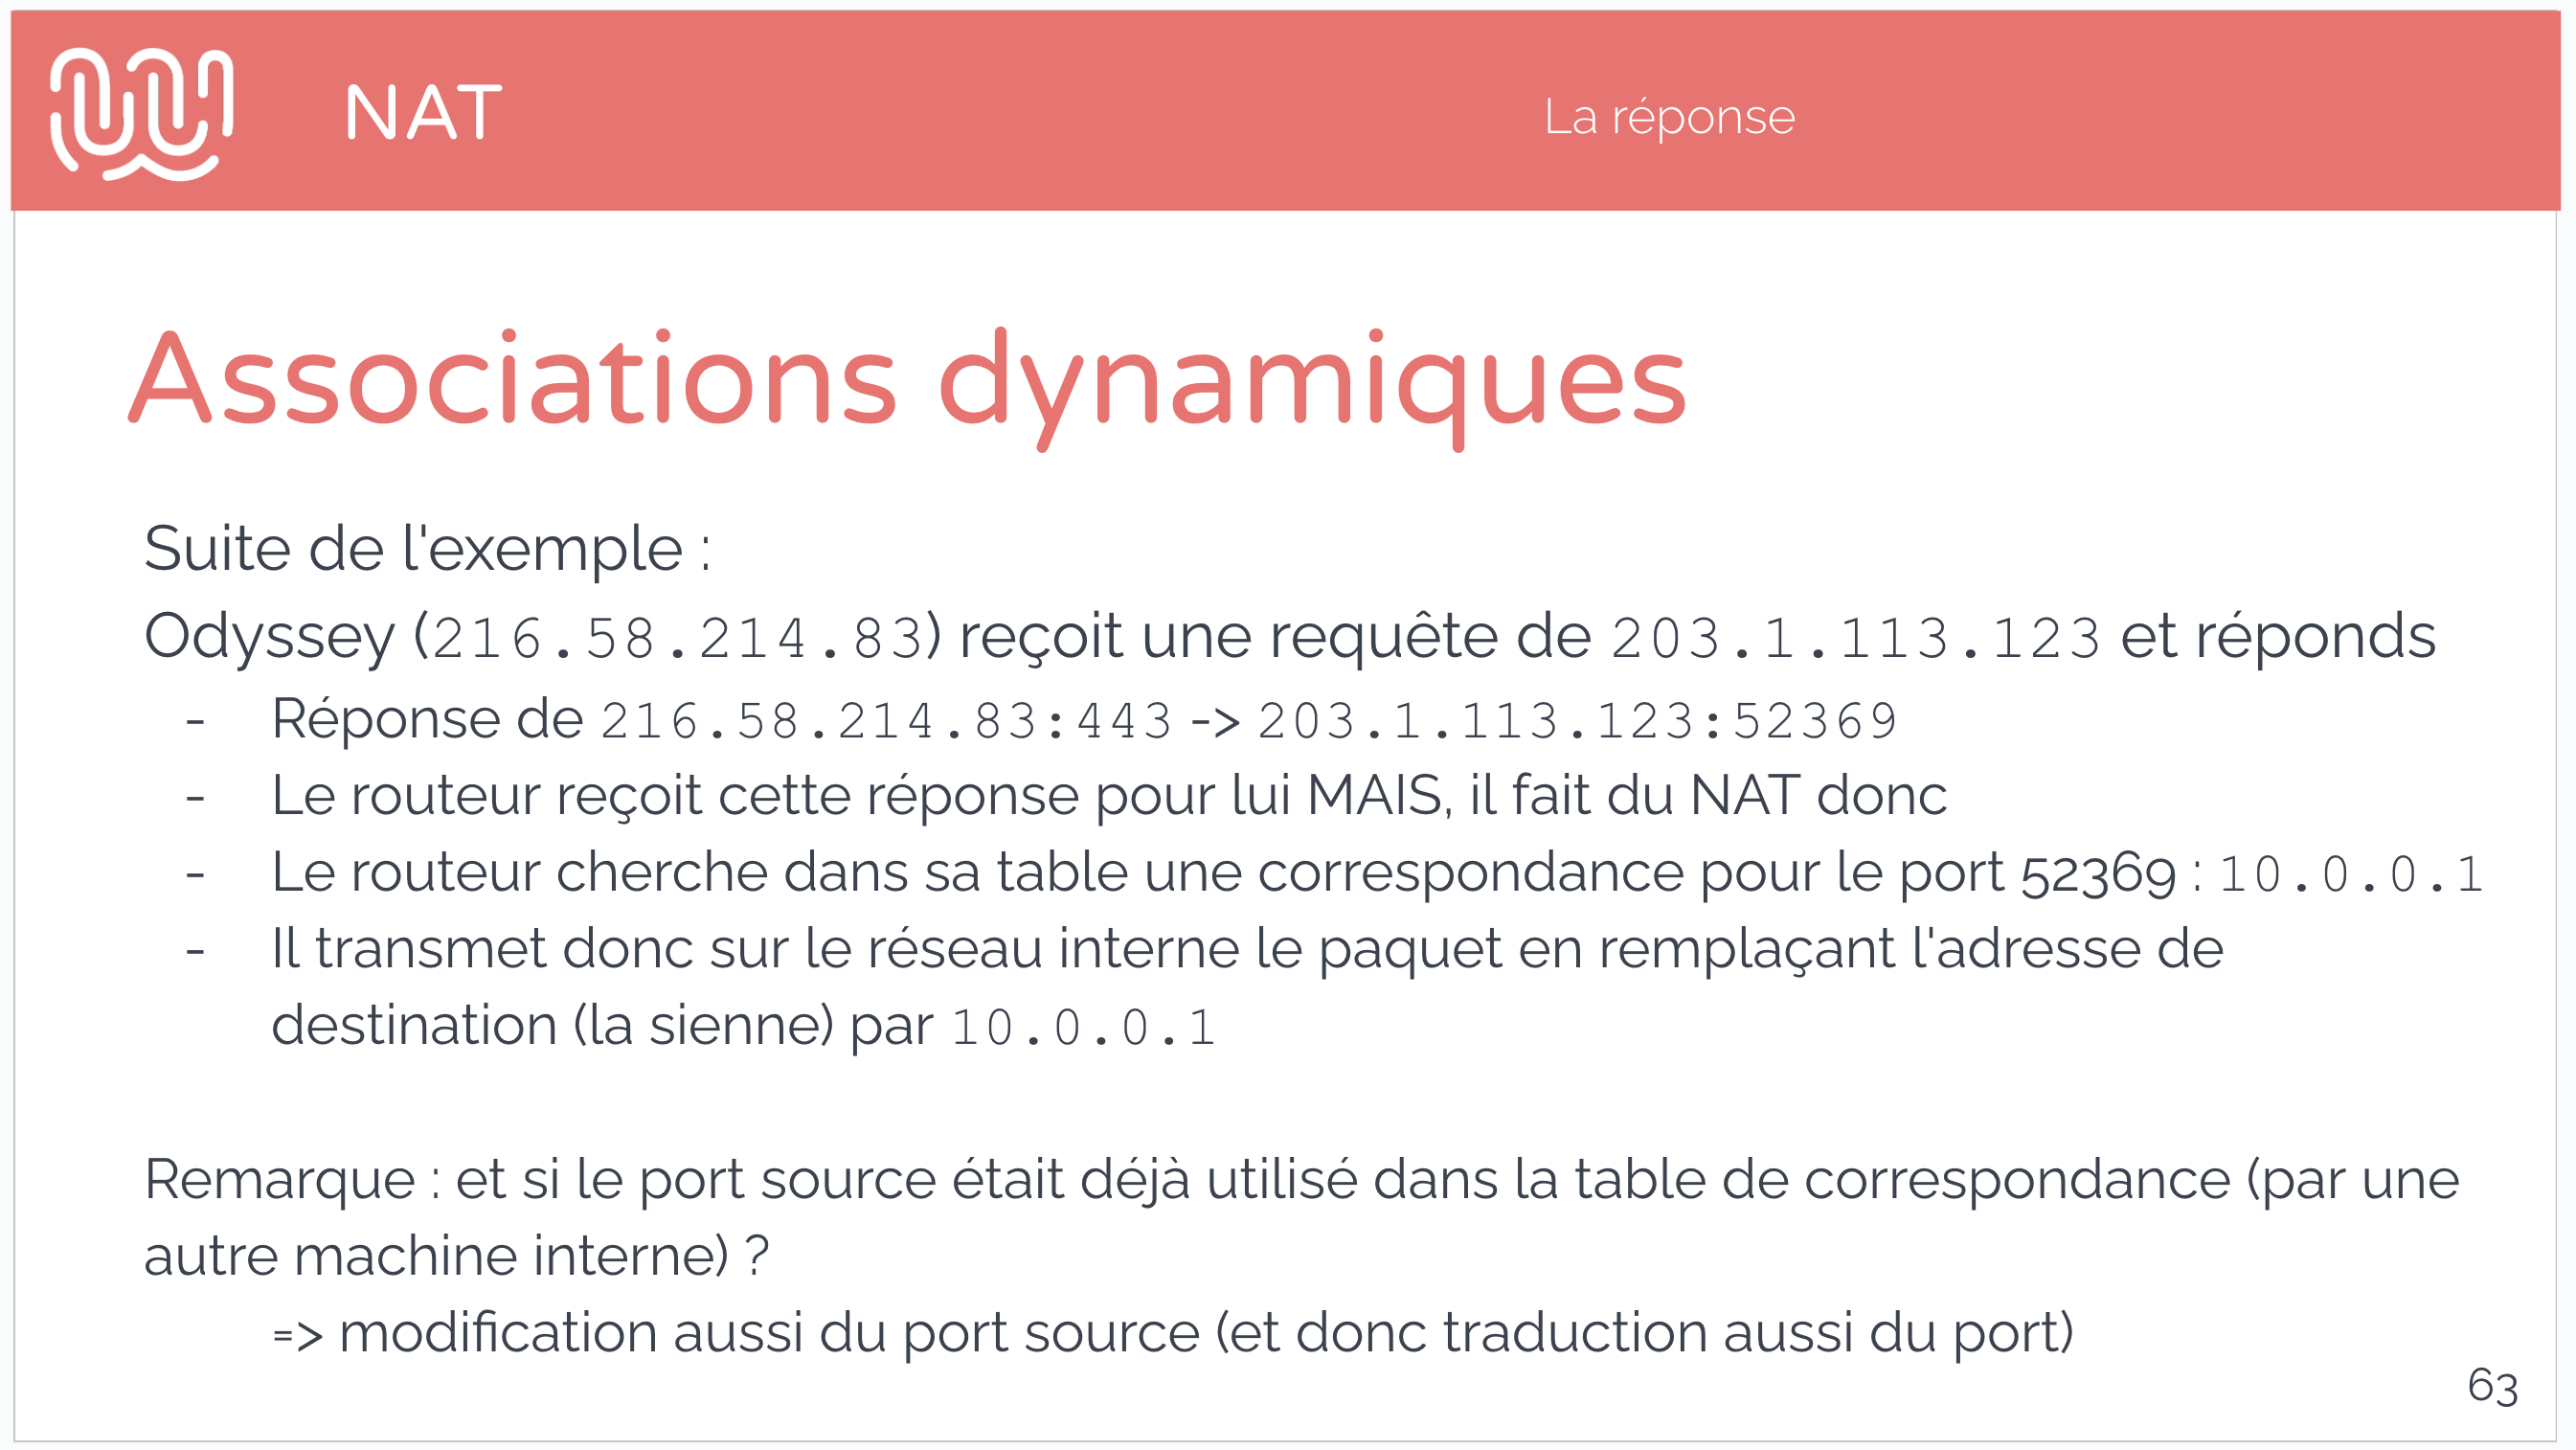 NAT
La réponse
Associations dynamiques
Suite de l'exemple :
Odyssey (216.58.214.83) reçoit une requête de 203.1.113.123 et réponds
- Réponse de 216.58.214.83:443 -> 203.1.113.123:52369
- Le routeur reçoit cette réponse pour lui MAIS, il fait du NAT donc
- Le routeur cherche dans sa table une correspondance pour le port 52369 : 10.0.0.1
- Il transmet donc sur le réseau interne le paquet en remplaçant l'adresse de
destination (la sienne) par 10.0.0.1
Remarque : et si le port source était déjà utilisé dans la table de correspondance (par une
autre machine interne) ?
=> modification aussi du port source (et donc traduction aussi du port)
63